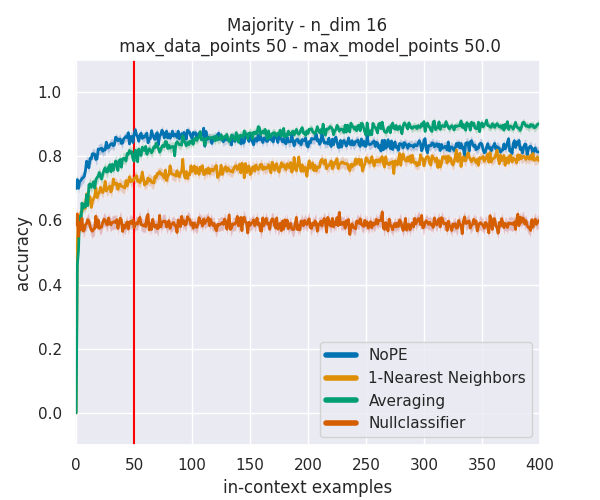 Majority - n_dim 16
max_data_points 50 - max_model_points 50.0
accuracy
1.0
0.8
0.6
0.4
0.2
0.0
0 50 100 150 200 250 300 350 400
in-context examples
NoPE
1-Nearest Neighbors
Averaging
Nullclassifier